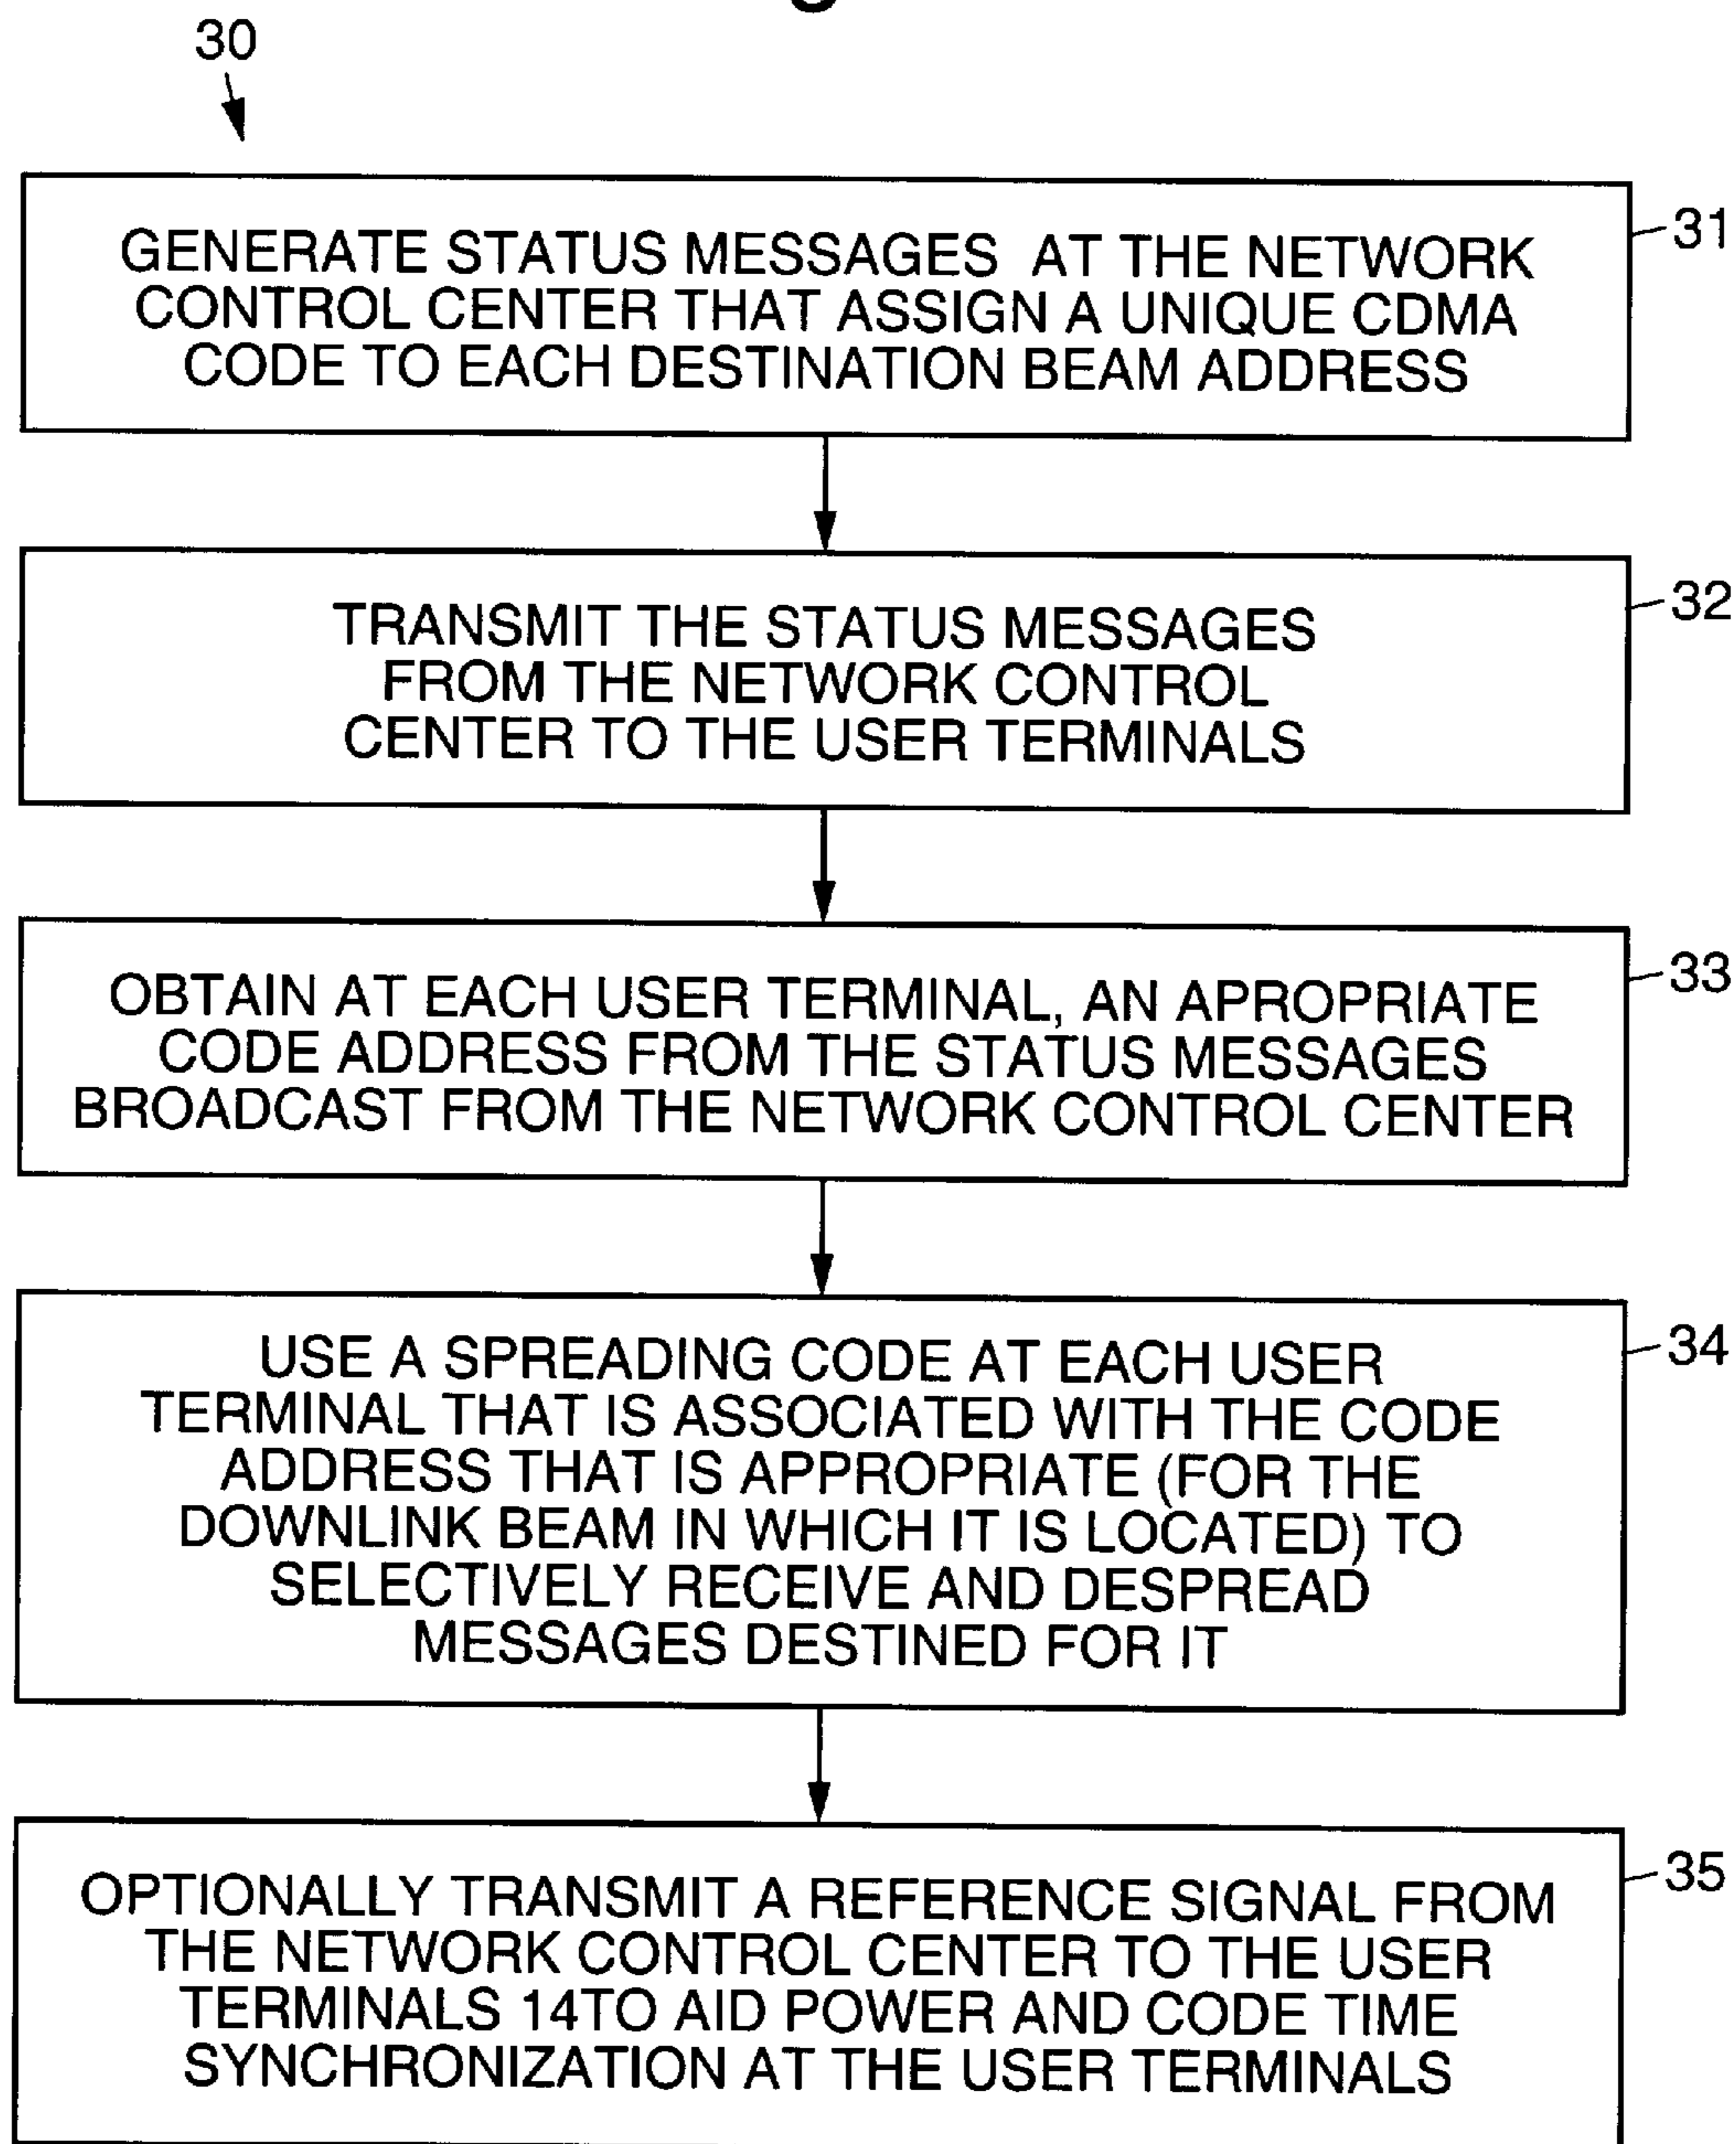 30
31
GENERATE STATUS MESSAGES AT THE NETWORK
CONTROL CENTER THAT ASSIGN A UNIQUE CDMA
CODE TO EACH DESTINATION BEAM ADDRESS
32
TRANSMIT THE STATUS MESSAGES
FROM THE NETWORK CONTROL
CENTER TO THE USER TERMINALS
33
OBTAIN AT EACH USER TERMINAL, AN APROPRIATE
CODE ADDRESS FROM THE STATUS MESSAGES
BROADCAST FROM THE NETWORK CONTROL CENTER
34
USE A SPREADING CODE AT EACH USER
TERMINAL THAT IS ASSOCIATED WITH THE CODE
ADDRESS THAT IS APPROPRIATE (FOR THE
DOWNLINK BEAM IN WHICH IT IS LOCATED) TO
SELECTIVELY RECEIVE AND DESPREAD
MESSAGES DESTINED FOR IT
35
OPTIONALLY TRANSMIT A REFERENCE SIGNAL FROM
THE NETWORK CONTROL CENTER TO THE USER
TERMINALS 14TO AID POWER AND CODE TIME
SYNCHRONIZATION AT THE USER TERMINALS